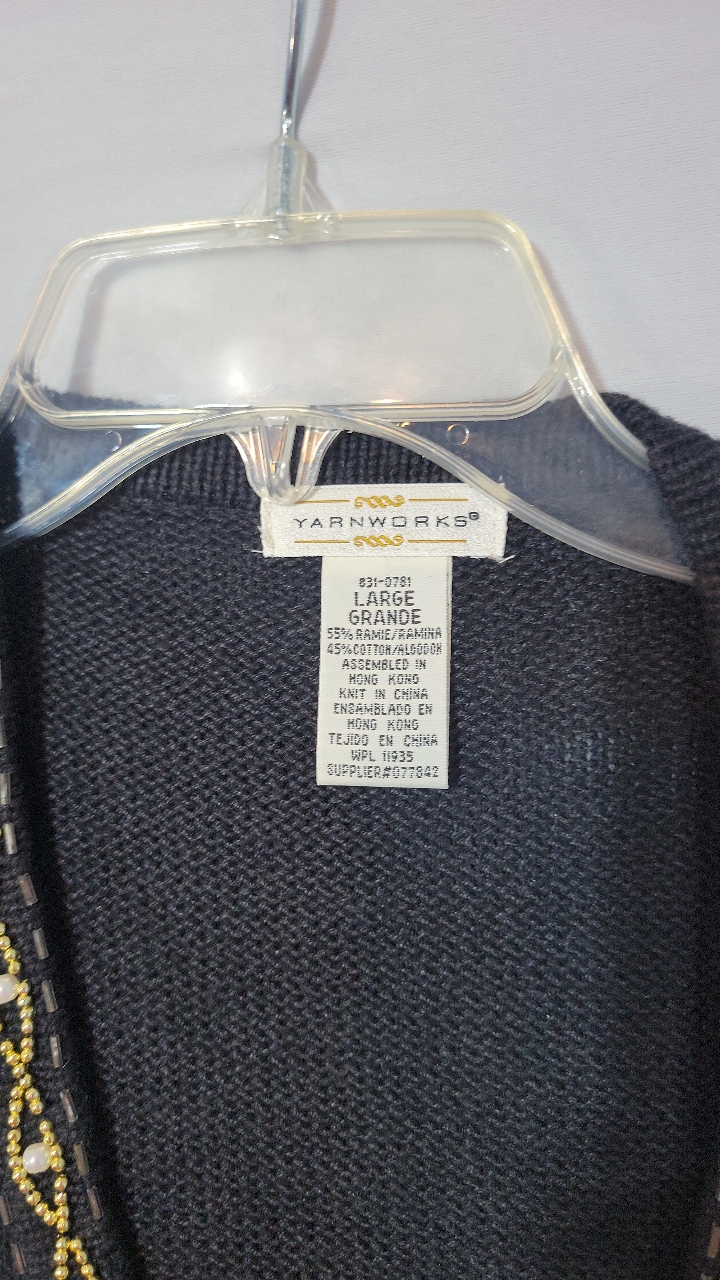 YARNWORKS®
831-0781
LARGE
GRANDE
55% RAMIE/RAMINA
45% COTTON/ALGODON
ASSEMBLED IN
HONG KONG
KNIT IN CHINA
ENSAMBLADO EN
HONG KONG
TEJIDO EN CHINA
WPL 11935
SUPPLIER#077842